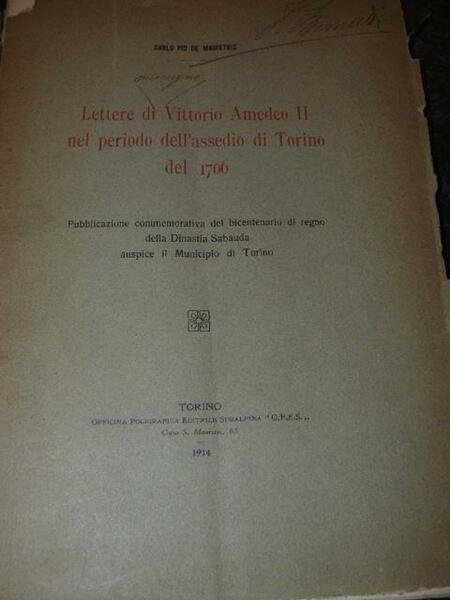 CARLO PIO DE MAGISTRIS
Lettere di Vittorio Amedeo II
nel periodo dell'assedio di Torino
del 1706
Pubblicazione commemorativa del bicentenario di regno
della Dinastia Sabauda
auspice il Municipio di Torino
TORINO
OFFICINA POLIGRAFICA EDITRICE SUBALPINA "O.P.E.S.„
Corso S. Maurizio, 65
1914